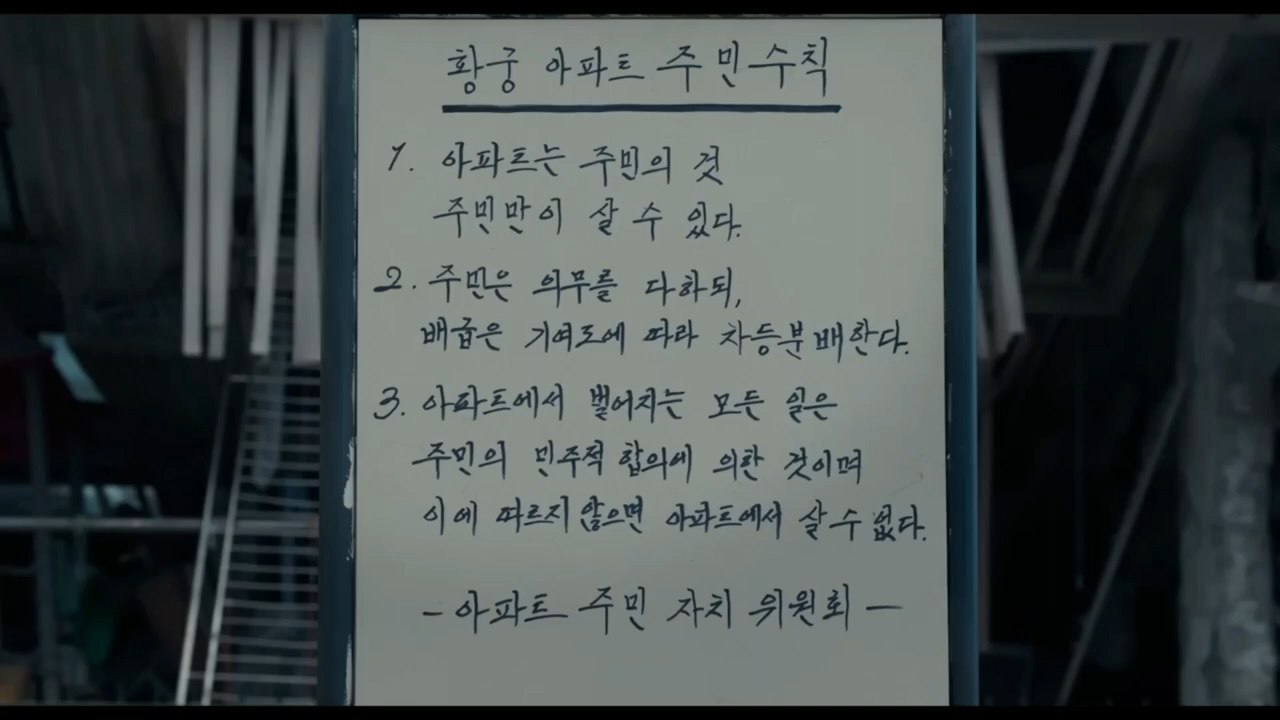 황궁 아파트 주민수칙
1. 아파트는 주민의 것
주민만이 살 수 있다.
2. 주민은 의무를 다하되,
배급은 기여도에 따라 차등분배한다.
3. 아파트에서 벌어지는 모든 일은
주민의 민주적 합의에 의한 것이며
이에 따르지 않으면 아파트에서 살 수 없다.
- 아파트 주민 자치 위원회 -